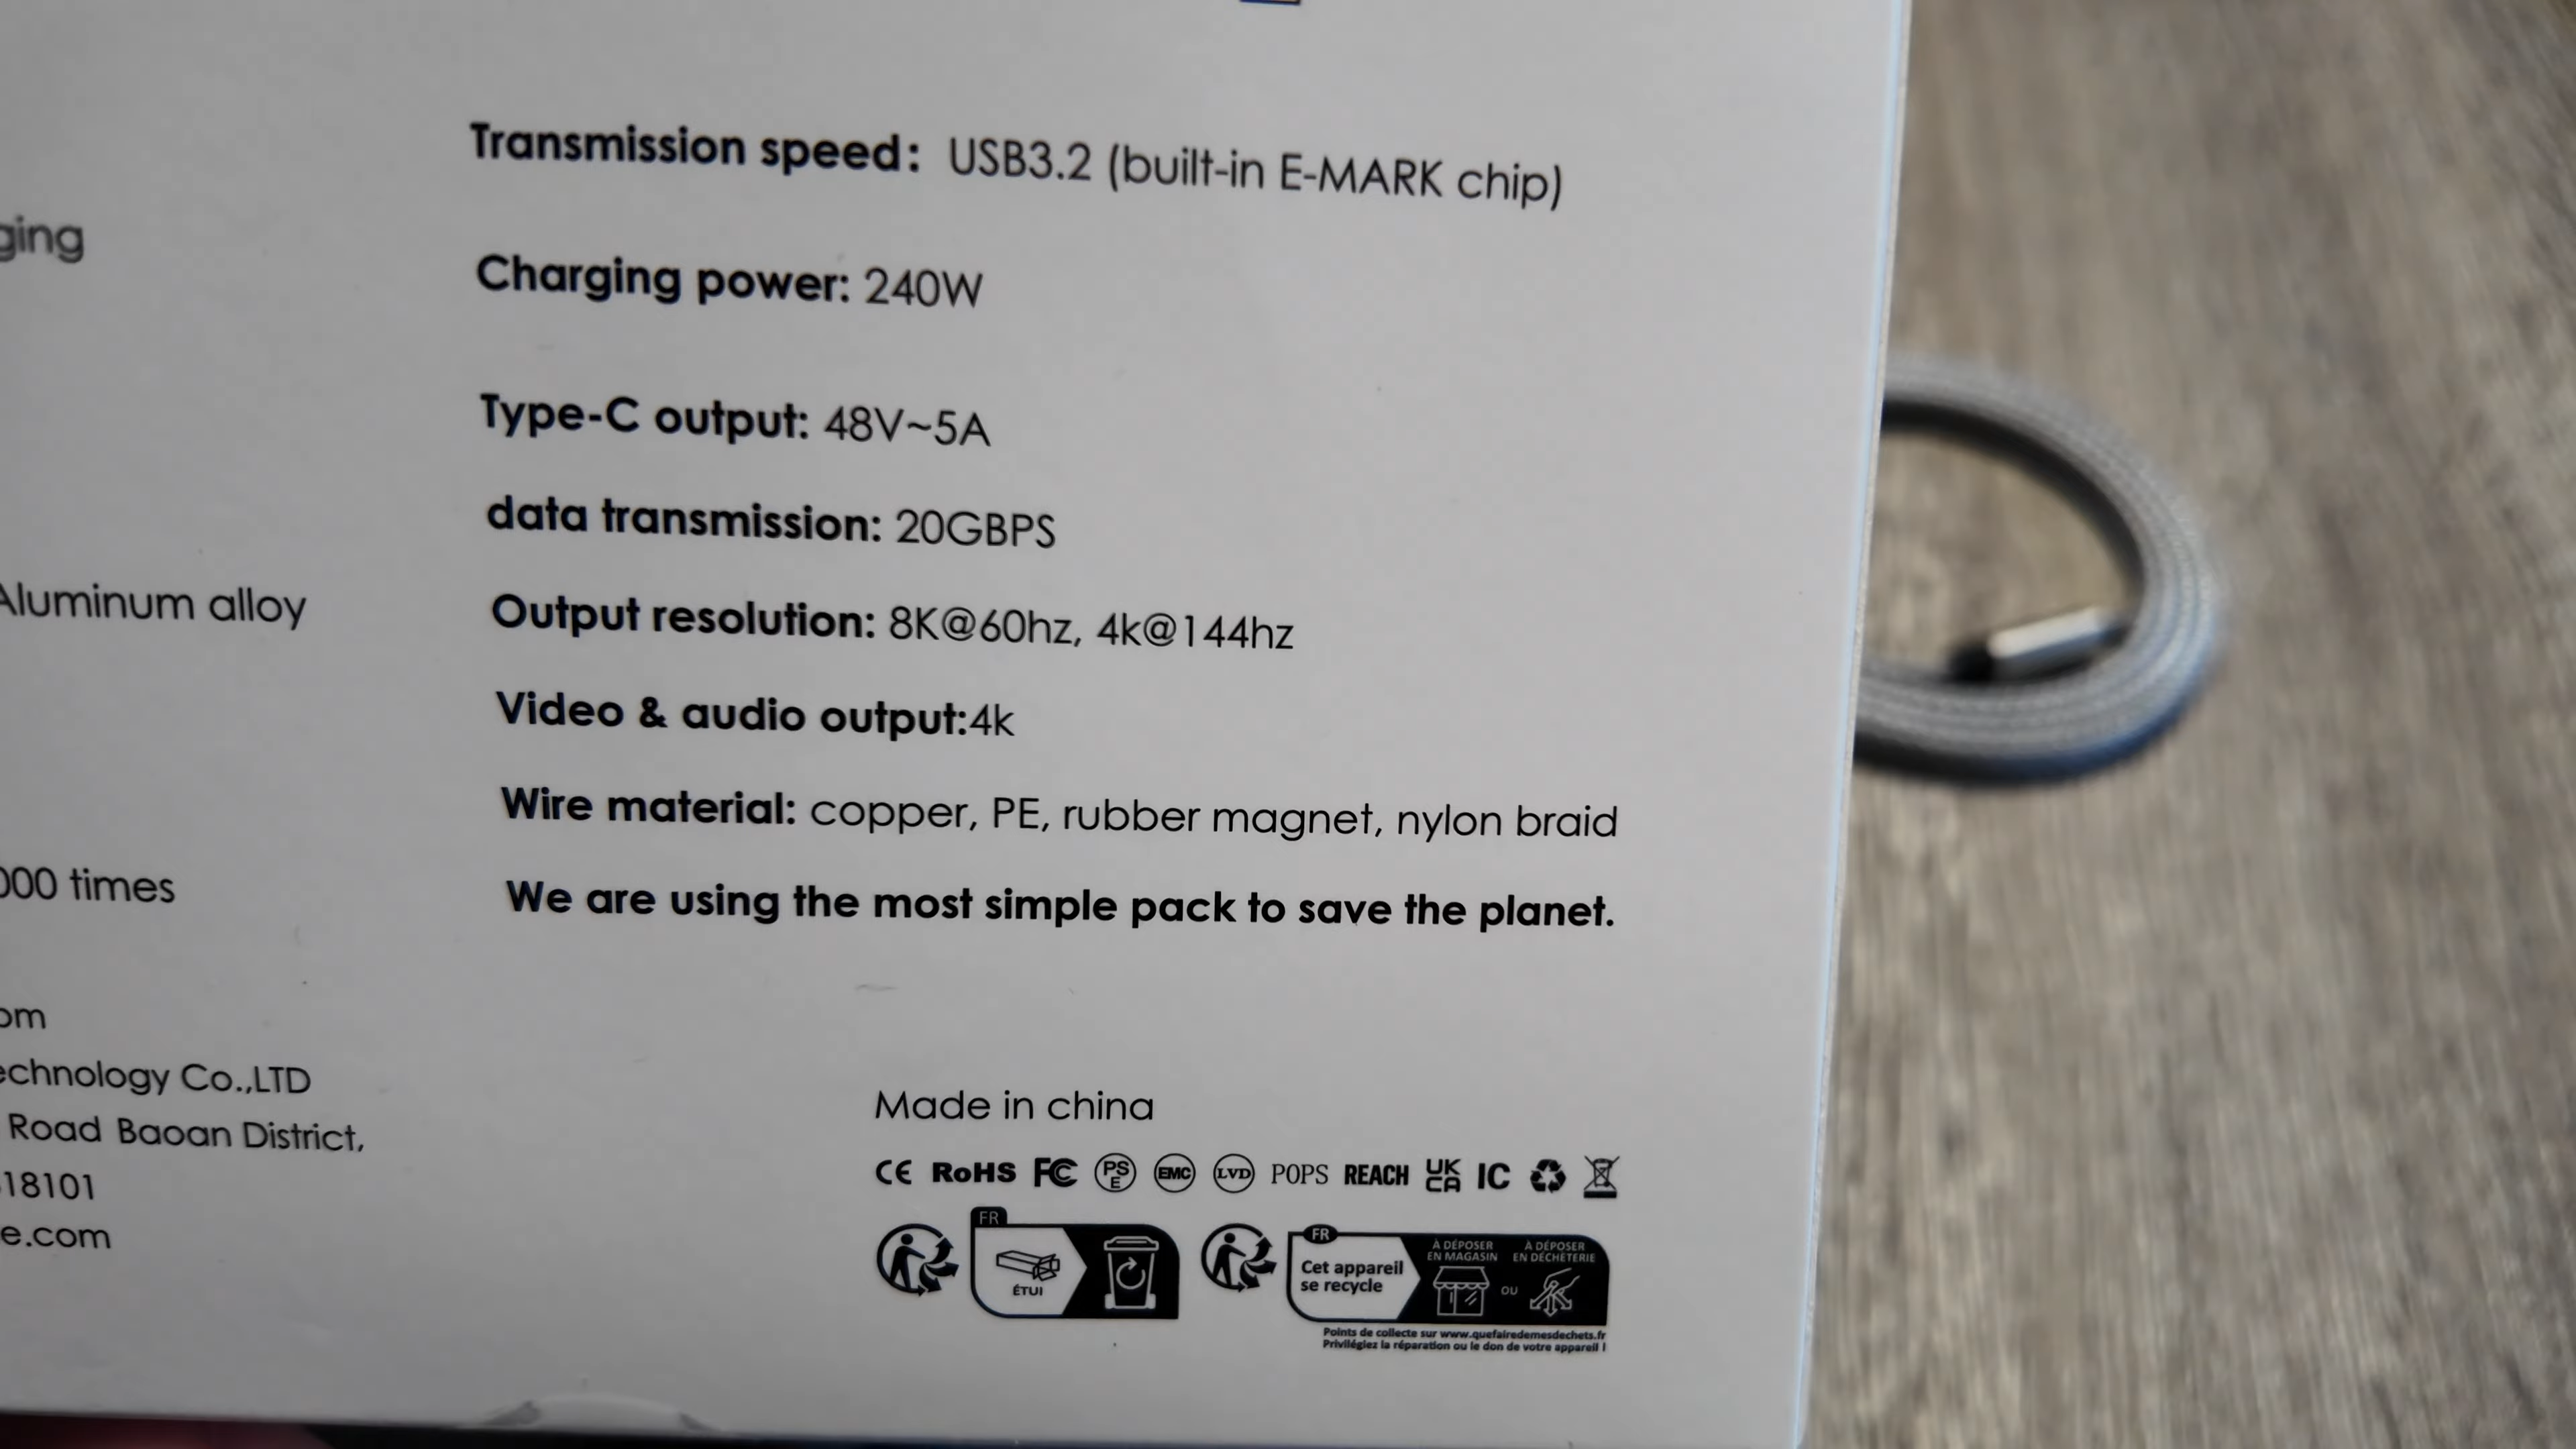 Transmission speed: USB3.2 (built-in E-MARK chip)
ging
Charging power: 240W
Type-C output: 48V~5A
data transmission: 20GBPS
Aluminum alloy
Output resolution: 8K@60hz, 4k@144hz
Video & audio output:4k
Wire material: copper, PE, rubber magnet, nylon braid
000 times
We are using the most simple pack to save the planet.
om
echnology Co.,LTD
Road Baoan District,
18101
e.com
Made in china
CE RoHS FC PSE EMC LVD POPS REACH UKCA IC
FR
ÉTUI
FR
Cet appareil
se recycle
À DÉPOSER
EN MAGASIN
OU
À DÉPOSER
EN DÉCHÈTERIE
Points de collecte sur www.quefairedemesdechets.fr
Privilégiez la réparation ou le don de votre appareil !